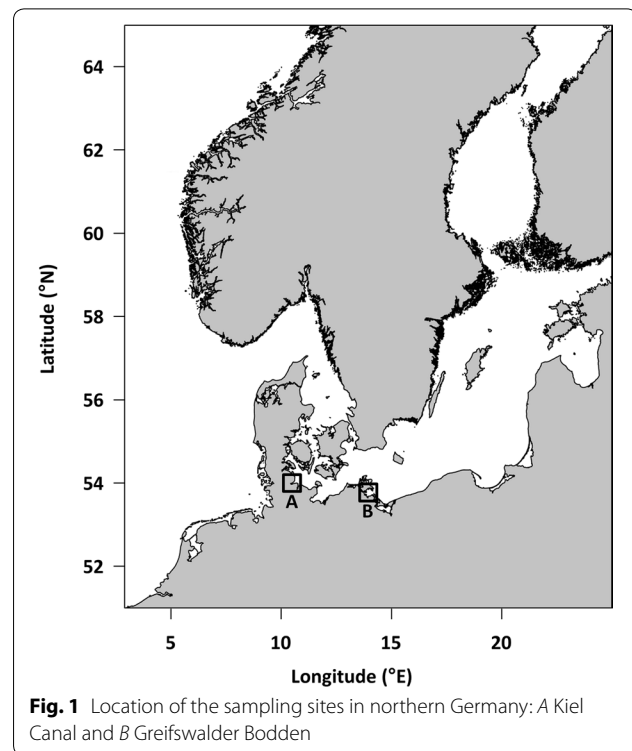 64
62
60
58
56
54
52
Latitude (°N)
A
B
5 10 15 20
Longitude (°E)
Fig. 1 Location of the sampling sites in northern Germany: A Kiel
Canal and B Greifswalder Bodden